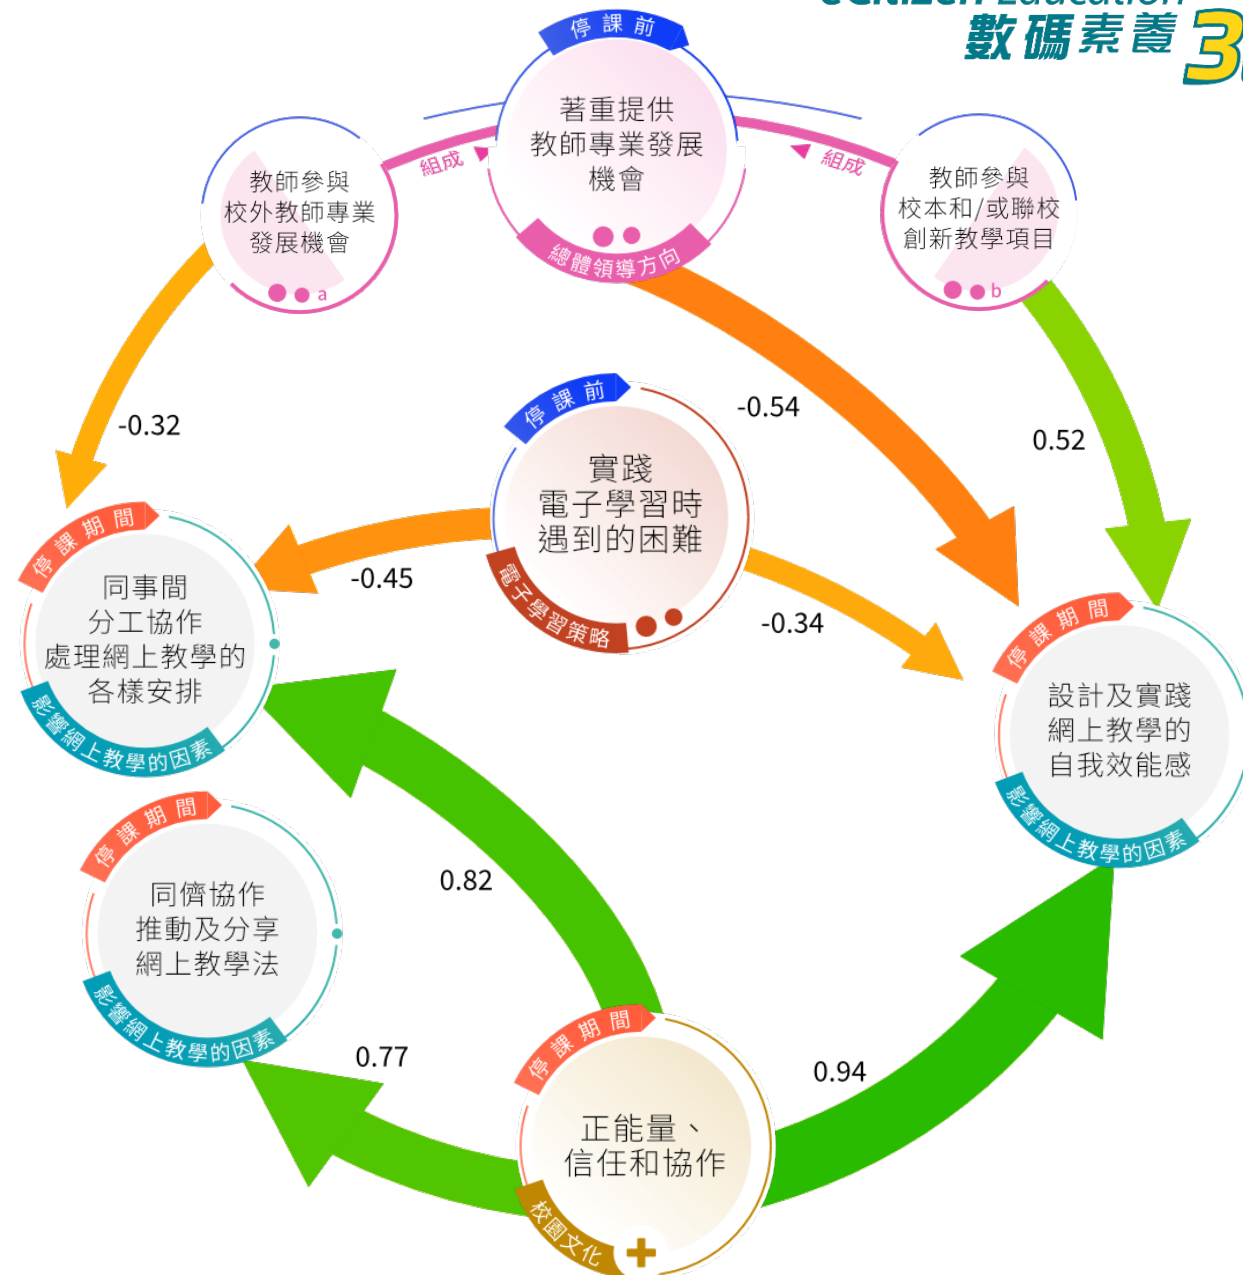 eCitizen Education
數碼素養 3
停課前
著重提供
教師專業發展
機會
總體領導方向
組成
組成
教師參與
校外教師專業
發展機會
a
教師參與
校本和/或聯校
創新教學項目
b
-0.32
-0.54
0.52
停課前
實踐
電子學習時
遇到的困難
電子學習策略
-0.45
-0.34
停課期間
同事間
分工協作
處理網上教學的
各樣安排
影響網上教學的因素
停課期間
設計及實踐
網上教學的
自我效能感
影響網上教學的因素
停課期間
同儕協作
推動及分享
網上教學法
影響網上教學的因素
0.82
0.77
0.94
停課期間
正能量、
信任和協作
校園文化